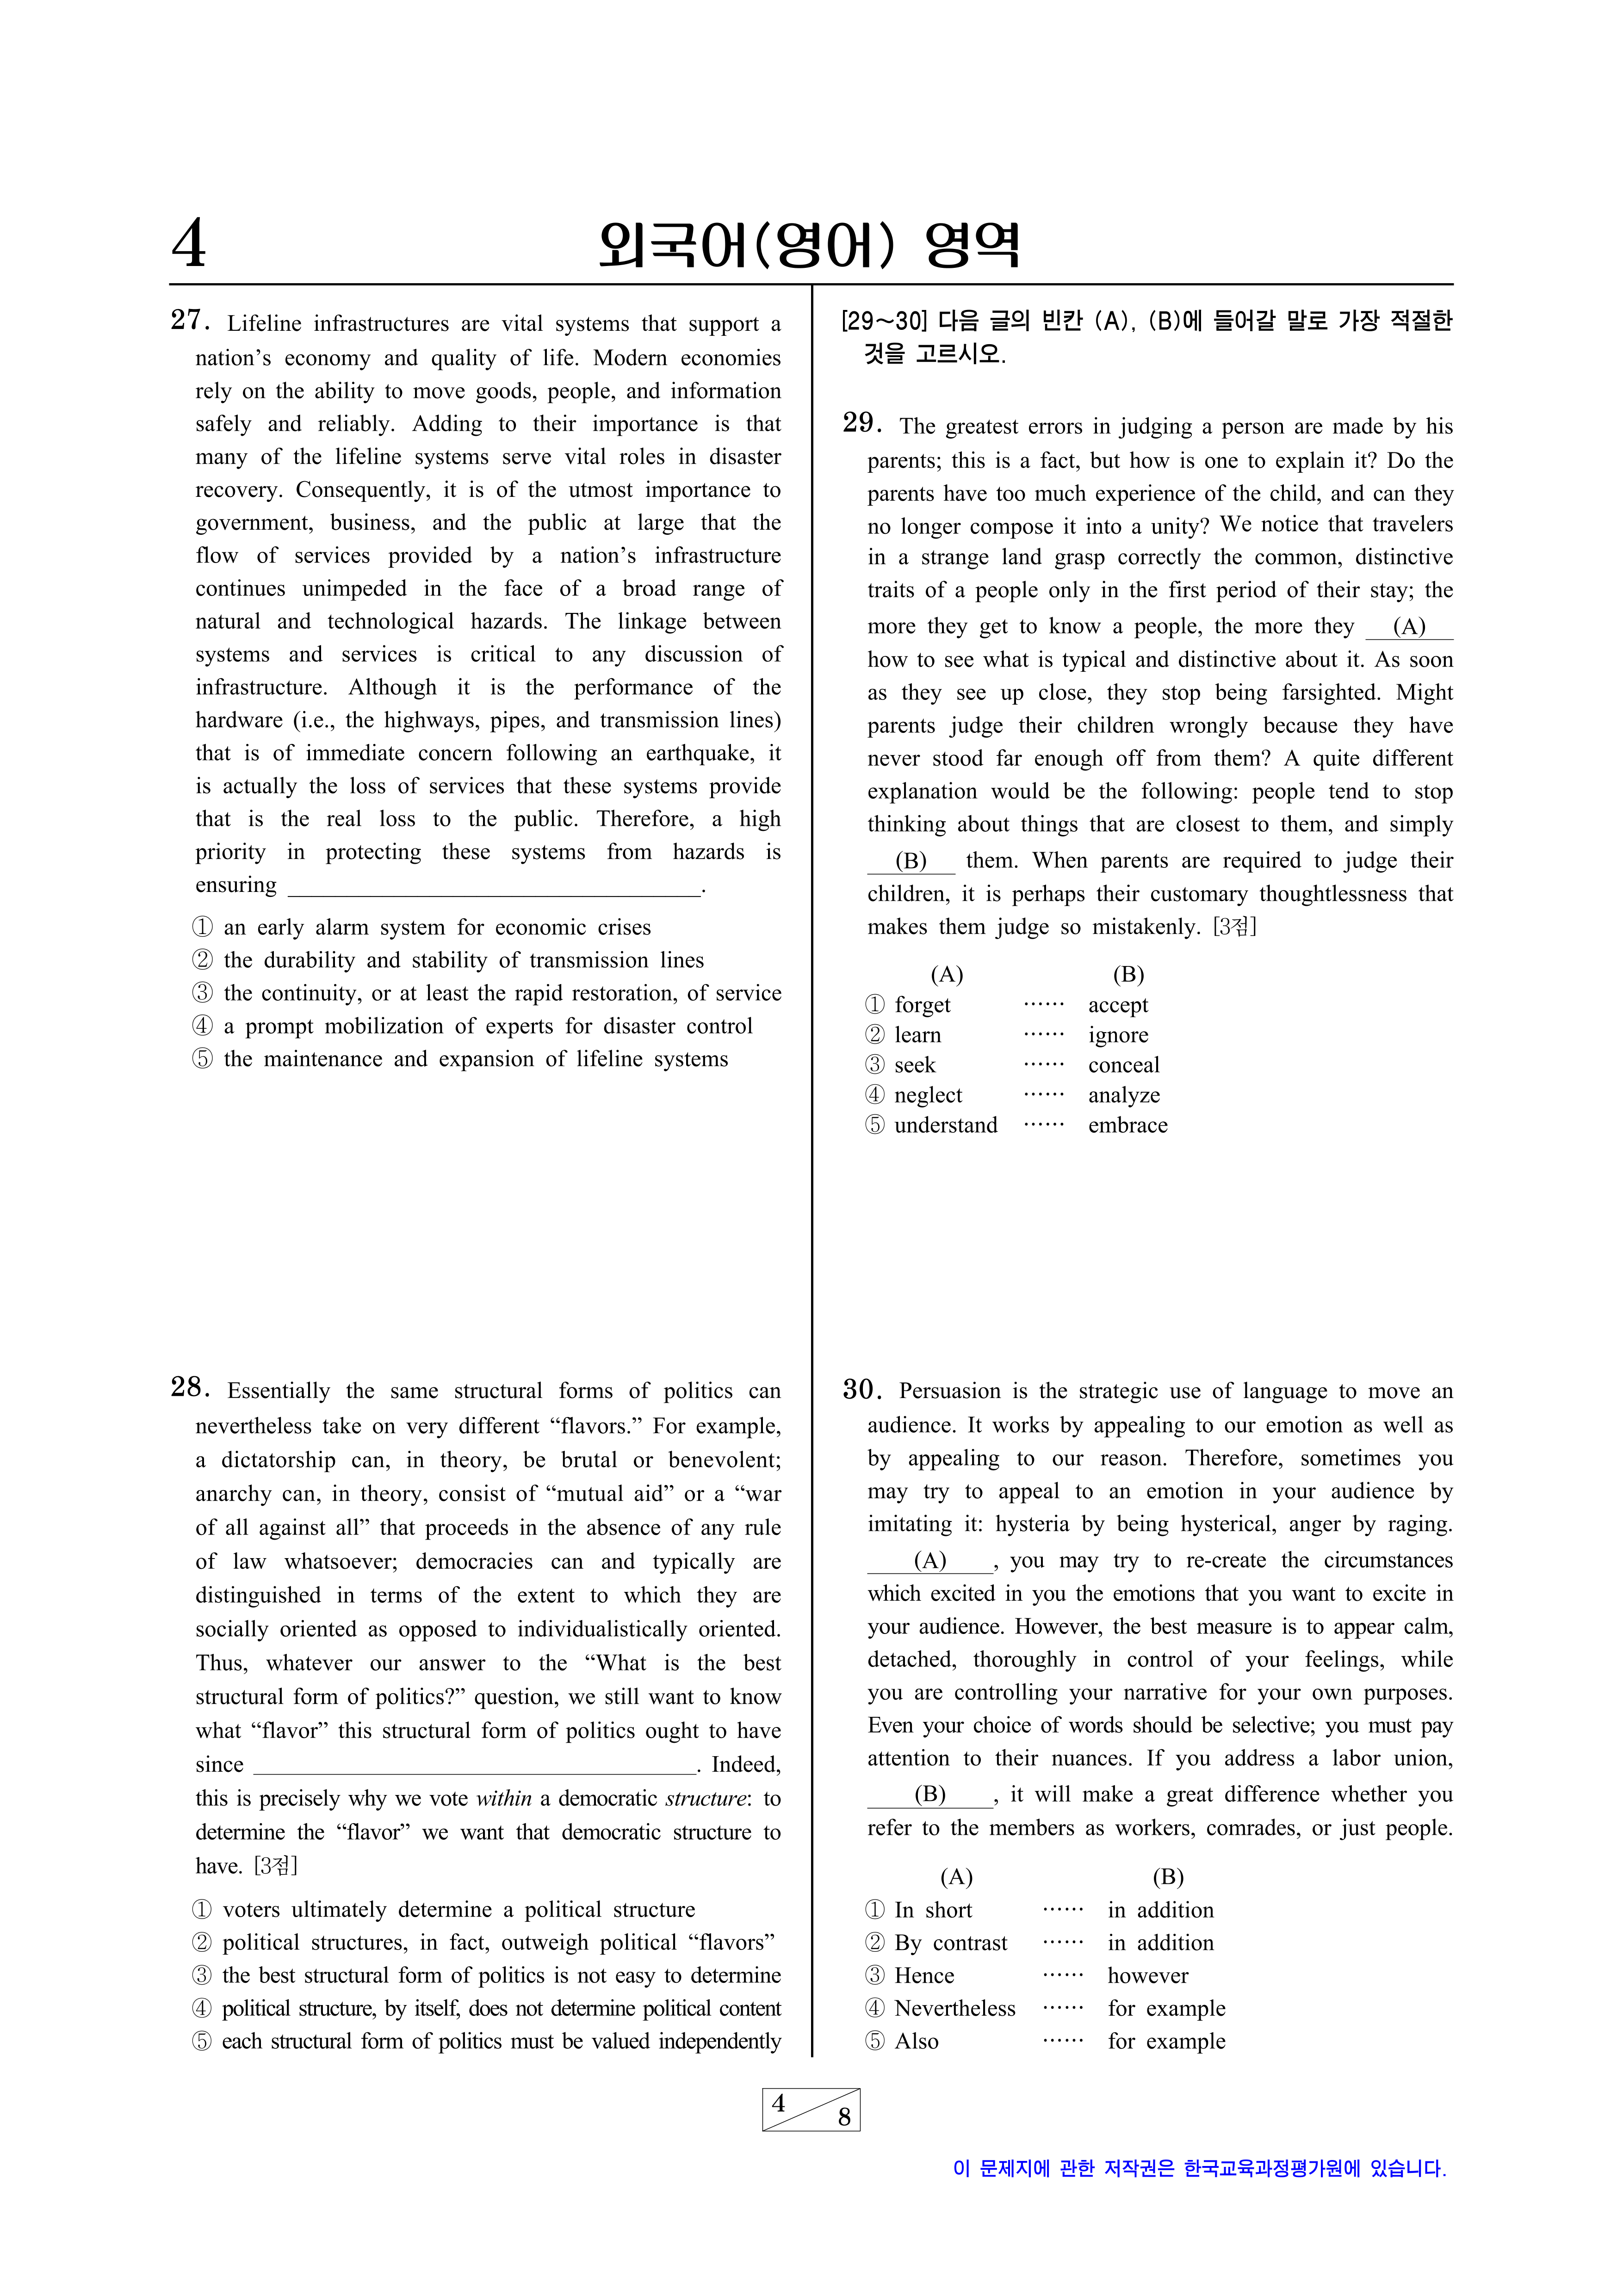 4
외국어(영어) 영역
27. Lifeline infrastructures are vital systems that support a
nation’s economy and quality of life. Modern economies
rely on the ability to move goods, people, and information
safely and reliably. Adding to their importance is that
many of the lifeline systems serve vital roles in disaster
recovery. Consequently, it is of the utmost importance to
government, business, and the public at large that the
flow of services provided by a nation’s infrastructure
continues unimpeded in the face of a broad range of
natural and technological hazards. The linkage between
systems and services is critical to any discussion of
infrastructure. Although it is the performance of the
hardware (i.e., the highways, pipes, and transmission lines)
that is of immediate concern following an earthquake, it
is actually the loss of services that these systems provide
that is the real loss to the public. Therefore, a high
priority in protecting these systems from hazards is
ensuring ______________________________.
① an early alarm system for economic crises
② the durability and stability of transmission lines
③ the continuity, or at least the rapid restoration, of service
④ a prompt mobilization of experts for disaster control
⑤ the maintenance and expansion of lifeline systems
28. Essentially the same structural forms of politics can
nevertheless take on very different “flavors.” For example,
a dictatorship can, in theory, be brutal or benevolent;
anarchy can, in theory, consist of “mutual aid” or a “war
of all against all” that proceeds in the absence of any rule
of law whatsoever; democracies can and typically are
distinguished in terms of the extent to which they are
socially oriented as opposed to individualistically oriented.
Thus, whatever our answer to the “What is the best
structural form of politics?” question, we still want to know
what “flavor” this structural form of politics ought to have
since ______________________________. Indeed,
this is precisely why we vote within a democratic structure: to
determine the “flavor” we want that democratic structure to
have. [3점]
① voters ultimately determine a political structure
② political structures, in fact, outweigh political “flavors”
③ the best structural form of politics is not easy to determine
④ political structure, by itself, does not determine political content
⑤ each structural form of politics must be valued independently
[29～30] 다음 글의 빈칸 (A), (B)에 들어갈 말로 가장 적절한
것을 고르시오.
29. The greatest errors in judging a person are made by his
parents; this is a fact, but how is one to explain it? Do the
parents have too much experience of the child, and can they
no longer compose it into a unity? We notice that travelers
in a strange land grasp correctly the common, distinctive
traits of a people only in the first period of their stay; the
more they get to know a people, the more they (A)
how to see what is typical and distinctive about it. As soon
as they see up close, they stop being farsighted. Might
parents judge their children wrongly because they have
never stood far enough off from them? A quite different
explanation would be the following: people tend to stop
thinking about things that are closest to them, and simply
(B) them. When parents are required to judge their
children, it is perhaps their customary thoughtlessness that
makes them judge so mistakenly. [3점]
(A) (B)
① forget ⋯⋯ accept
② learn ⋯⋯ ignore
③ seek ⋯⋯ conceal
④ neglect ⋯⋯ analyze
⑤ understand ⋯⋯ embrace
30. Persuasion is the strategic use of language to move an
audience. It works by appealing to our emotion as well as
by appealing to our reason. Therefore, sometimes you
may try to appeal to an emotion in your audience by
imitating it: hysteria by being hysterical, anger by raging.
(A) , you may try to re-create the circumstances
which excited in you the emotions that you want to excite in
your audience. However, the best measure is to appear calm,
detached, thoroughly in control of your feelings, while
you are controlling your narrative for your own purposes.
Even your choice of words should be selective; you must pay
attention to their nuances. If you address a labor union,
(B) , it will make a great difference whether you
refer to the members as workers, comrades, or just people.
(A) (B)
① In short ⋯⋯ in addition
② By contrast ⋯⋯ in addition
③ Hence ⋯⋯ however
④ Nevertheless ⋯⋯ for example
⑤ Also ⋯⋯ for example
4
8
이 문제지에 관한 저작권은 한국교육과정평가원에 있습니다.